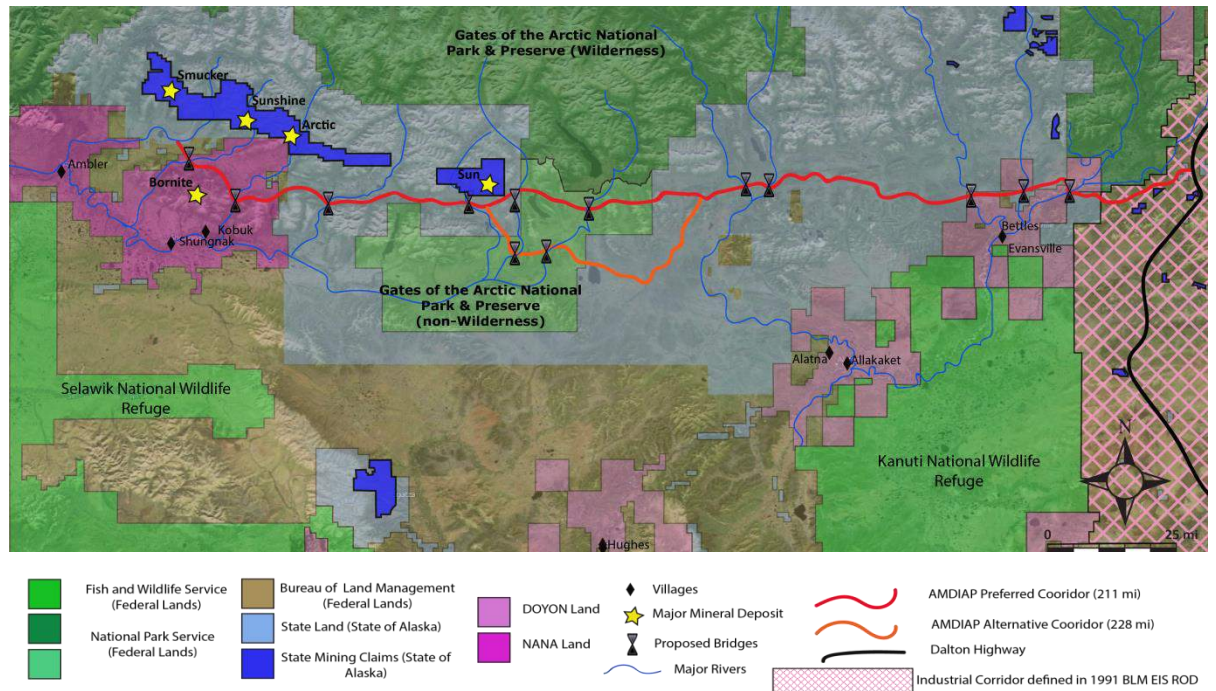 Gates of the Arctic National
Park & Preserve (Wilderness)
Smucker
Sunshine
Arctic
Ambler
Sun
Bornite
Kobuk
Shungnak
Bettles
Evansville
Gates of the Arctic National
Park & Preserve
(non-Wilderness)
Alatna
Allakaket
Selawik National Wildlife
Refuge
N
Kanuti National Wildlife
Refuge
0
25 mi
Hughes
Fish and Wildlife Service
(Federal Lands)
National Park Service
(Federal Lands)
Bureau of Land Management
(Federal Lands)
State Land (State of Alaska)
State Mining Claims (State of
Alaska)
DOYON Land
NANA Land
Villages
Major Mineral Deposit
Proposed Bridges
Major Rivers
AMDIAP Preferred Cooridor (211 mi)
AMDIAP Alternative Cooridor (228 mi)
Dalton Highway
Industrial Corridor defined in 1991 BLM EIS ROD